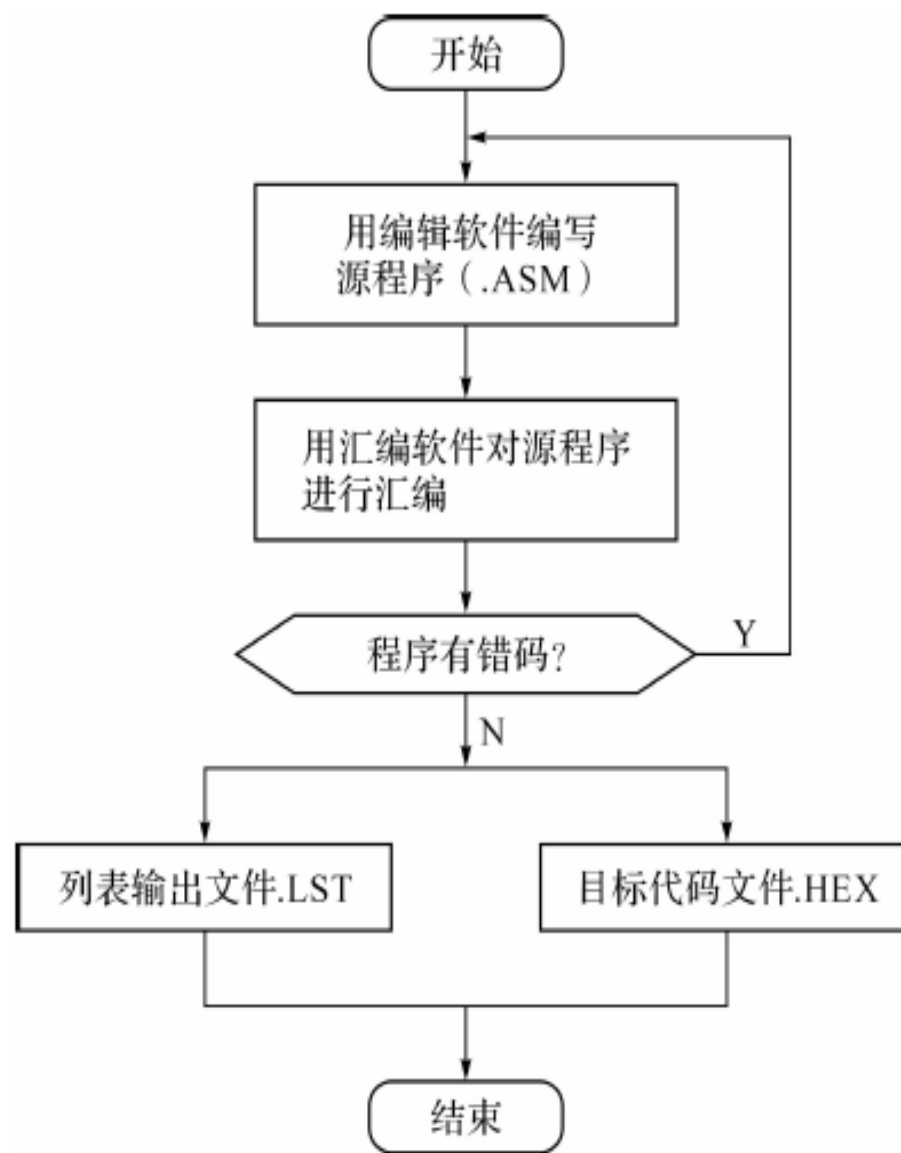 开始
用编辑软件编写
源程序（.ASM）
用汇编软件对源程序
进行汇编
程序有错码?
Y
N
列表输出文件.LST
目标代码文件.HEX
结束